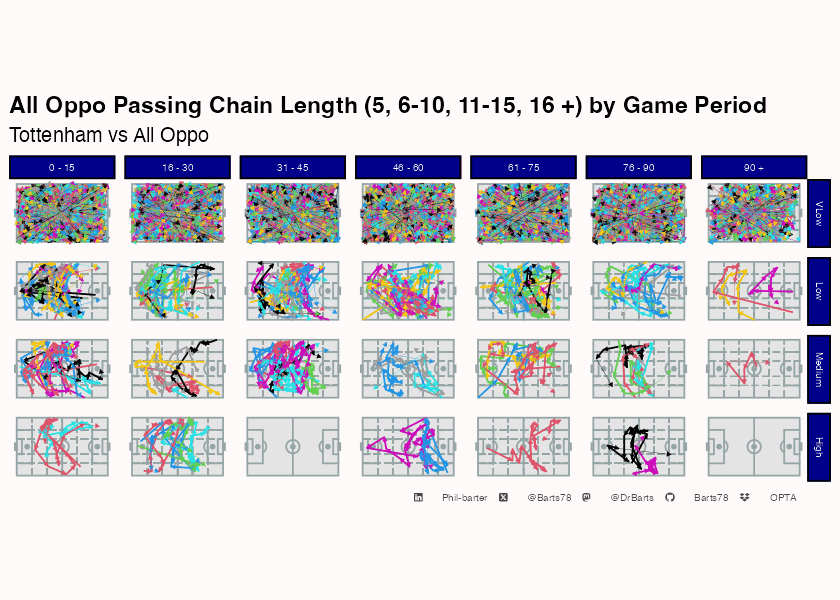 All Oppo Passing Chain Length (5, 6-10, 11-15, 16 +) by Game Period
Tottenham vs All Oppo
0 - 15 16 - 30 31 - 45 46 - 60 61 - 75 76 - 90 90 +
VLow
Low
Medium
High
Phil-barter @Barts78 @DrBarts Barts78 OPTA